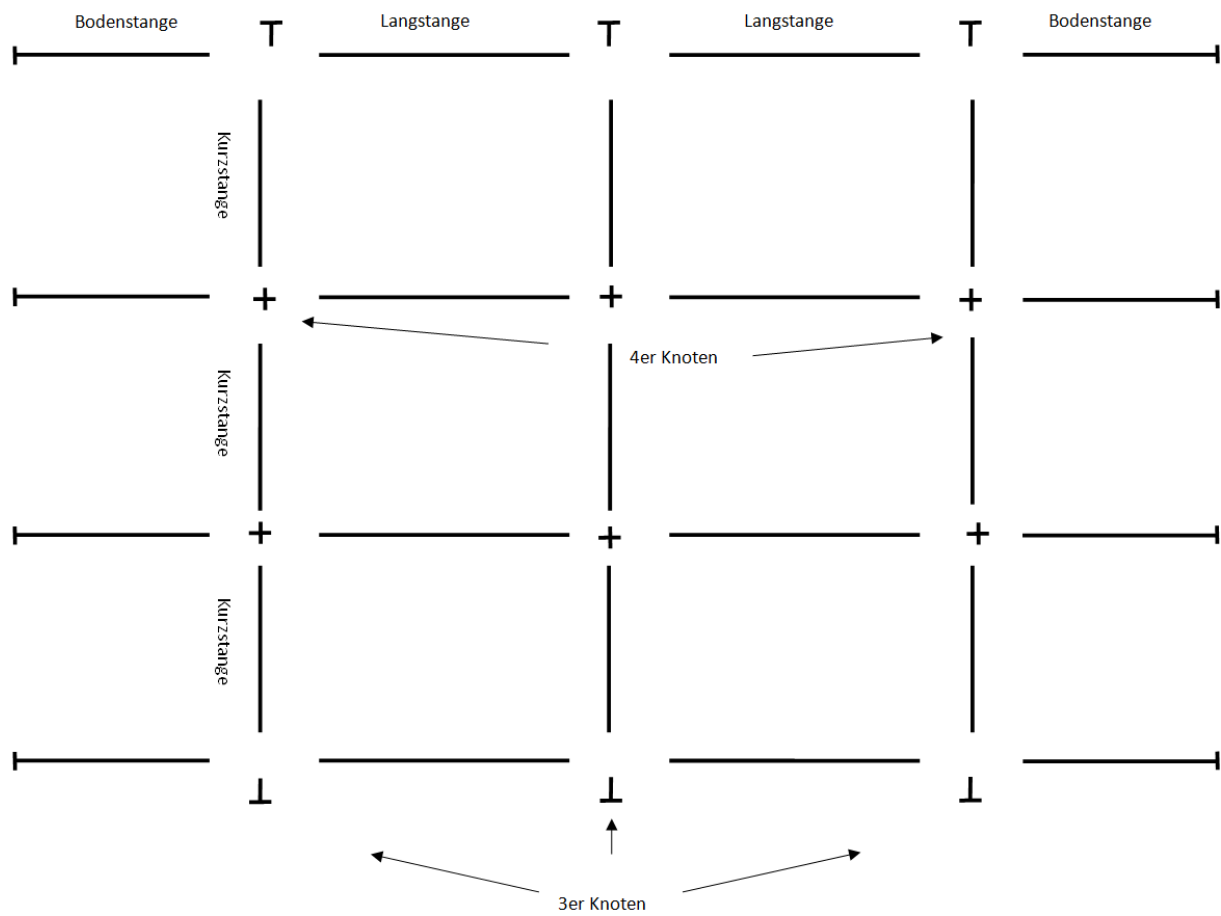 Bodenstange
Langstange
Langstange
Bodenstange
Kurzstange
4er Knoten
Kurzstange
Kurzstange
3er Knoten